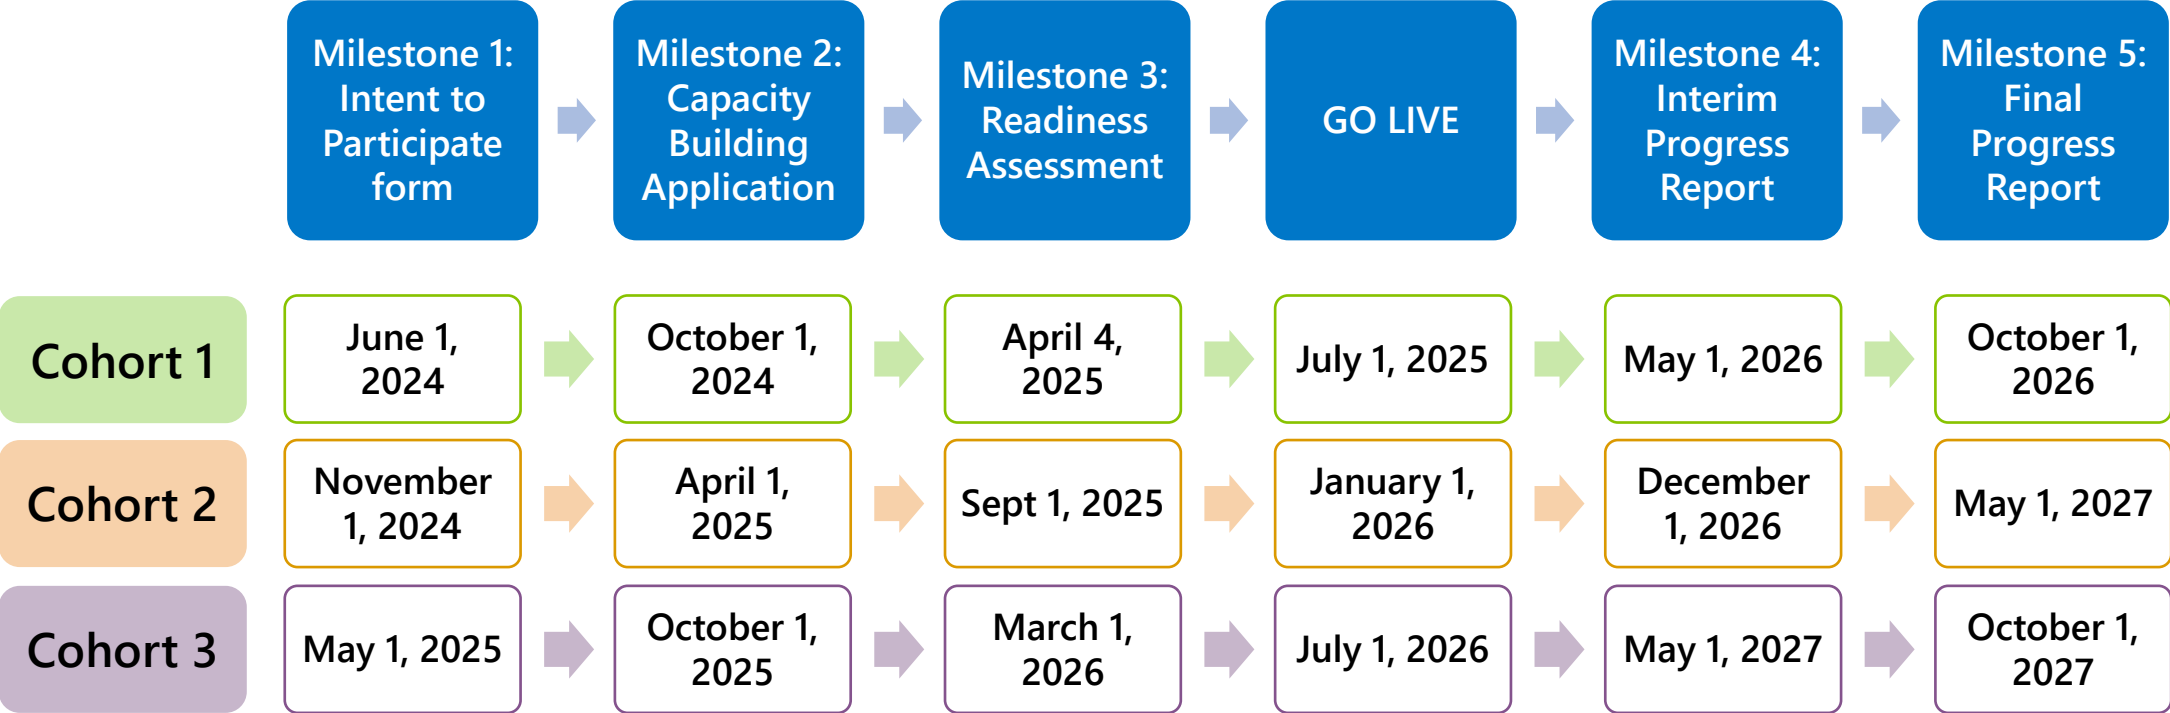 Milestone 1:
Intent to
Participate
form
Milestone 2:
Capacity
Building
Application
Milestone 3:
Readiness
Assessment
GO LIVE
Milestone 4:
Interim
Progress
Report
Milestone 5:
Final
Progress
Report
Cohort 1
June 1,
2024
October 1,
2024
April 4,
2025
July 1, 2025
May 1, 2026
October 1,
2026
Cohort 2
November
1, 2024
April 1,
2025
Sept 1, 2025
January 1,
2026
December
1, 2026
May 1, 2027
Cohort 3
May 1, 2025
October 1,
2025
March 1,
2026
July 1, 2026
May 1, 2027
October 1,
2027